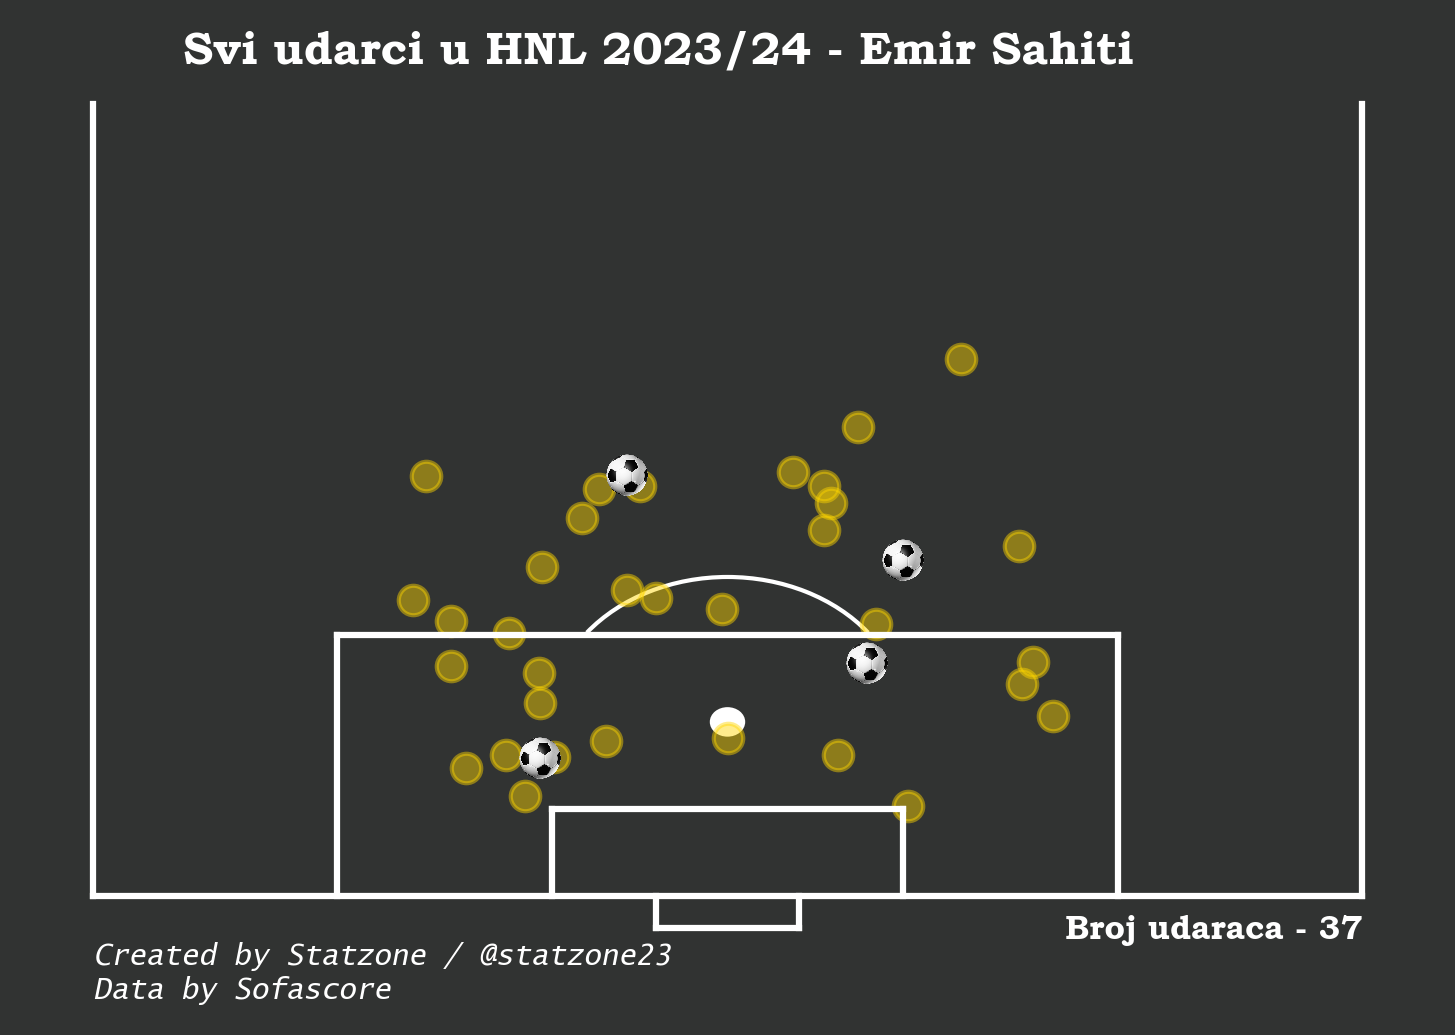 Svi udarci u HNL 2023/24 - Emir Sahiti
Broj udaraca - 37
Created by Statzone / @statzone23
Data by Sofascore